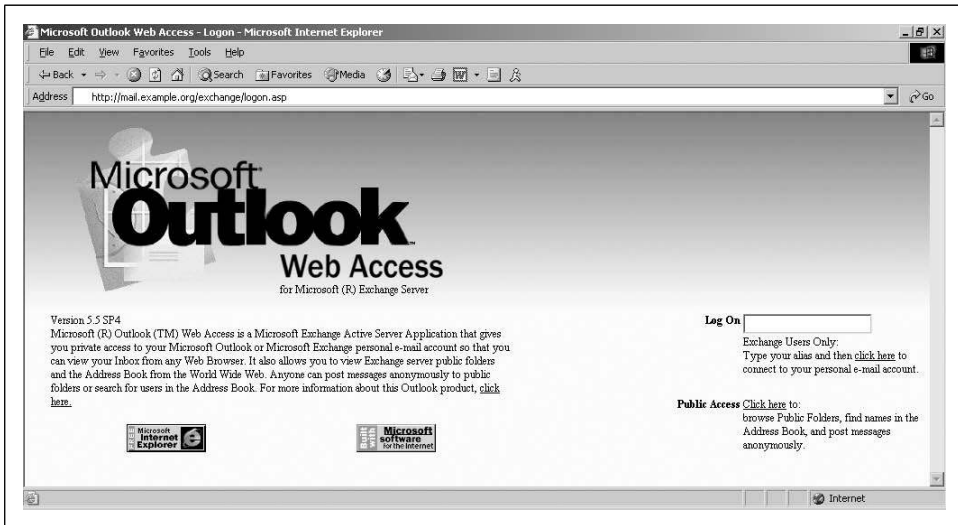 Microsoft Outlook Web Access - Logon - Microsoft Internet Explorer
File Edit View Favorites Tools Help
Back Search Favorites Media
Address http://mail.example.org/exchange/logon.asp Go
Microsoft
Outlook
Web Access
for Microsoft (R) Exchange Server
Version 5.5 SP4
Microsoft (R) Outlook (TM) Web Access is a Microsoft Exchange Active Server Application that gives
you private access to your Microsoft Outlook or Microsoft Exchange personal e-mail account so that you
can view your Inbox from any Web Browser. It also allows you to view Exchange server public folders
and the Address Book from the World Wide Web. Anyone can post messages anonymously to public
folders or search for users in the Address Book. For more information about this Outlook product, click
here.
FREE
Microsoft
Internet
Explorer
Built with
Microsoft
software
for the Internet
Log On
Exchange Users Only:
Type your alias and then click here to
connect to your personal e-mail account.
Public Access Click here to:
browse Public Folders, find names in the
Address Book, and post messages
anonymously.
Internet